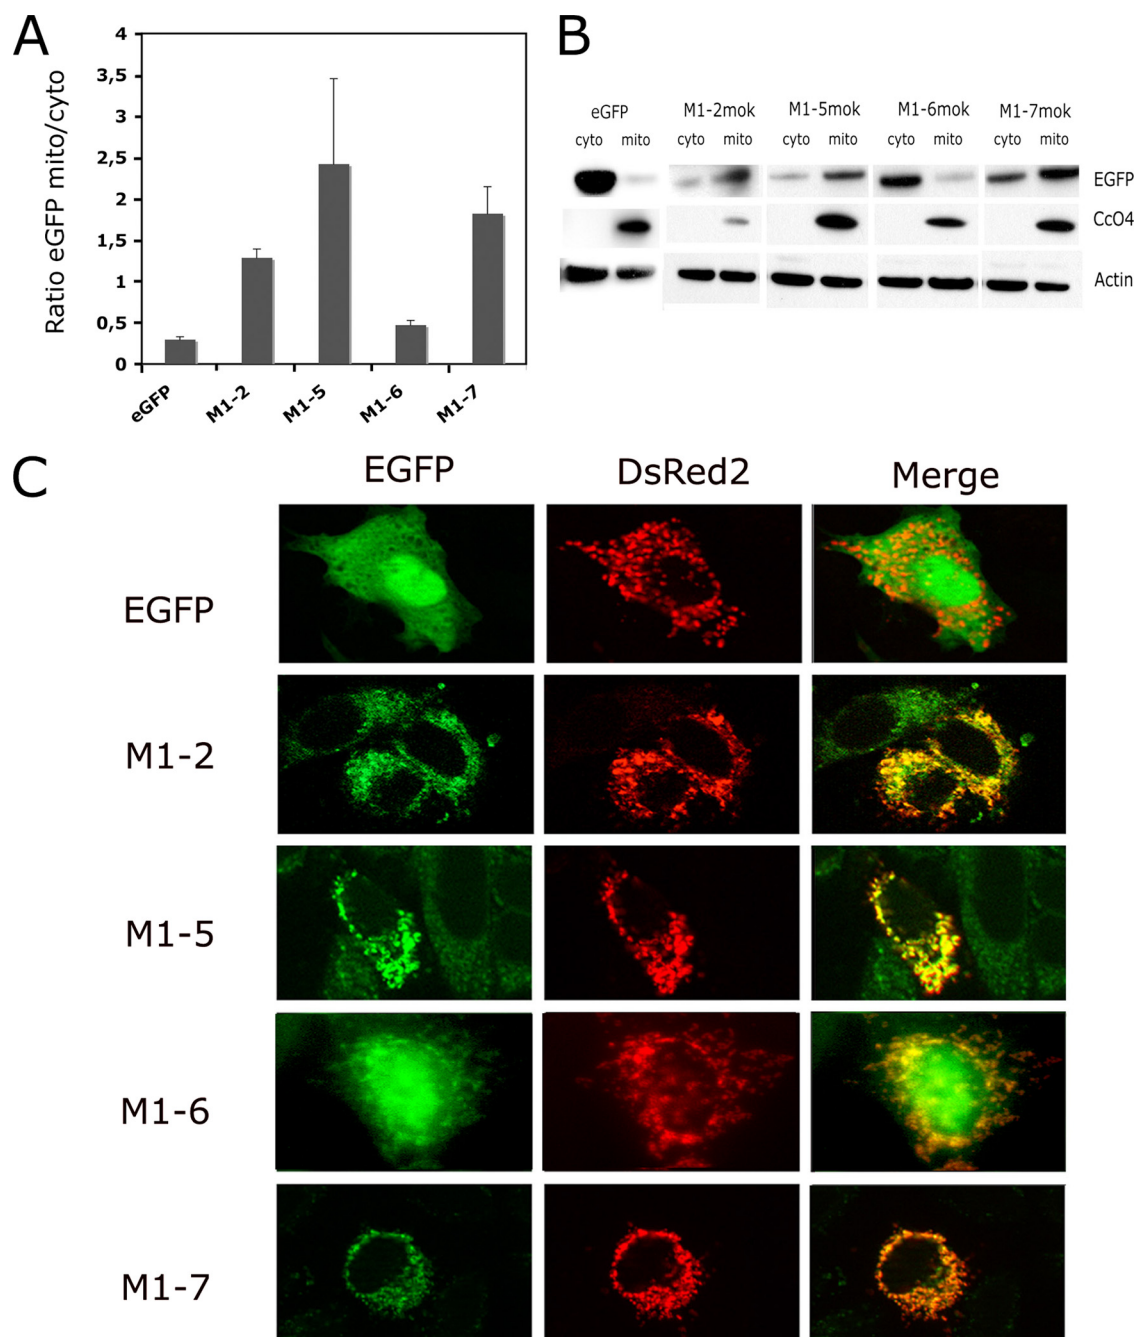 A
Ratio eGFP mito/cyto
4
3,5
3
2,5
2
1,5
1
0,5
0
eGFP
M1-2
M1-5
M1-6
M1-7
B
eGFP M1-2mok M1-5mok M1-6mok M1-7mok
cyto mito cyto mito cyto mito cyto mito cyto mito
EGFP
CcO4
Actin
C
EGFP DsRed2 Merge
EGFP
M1-2
M1-5
M1-6
M1-7